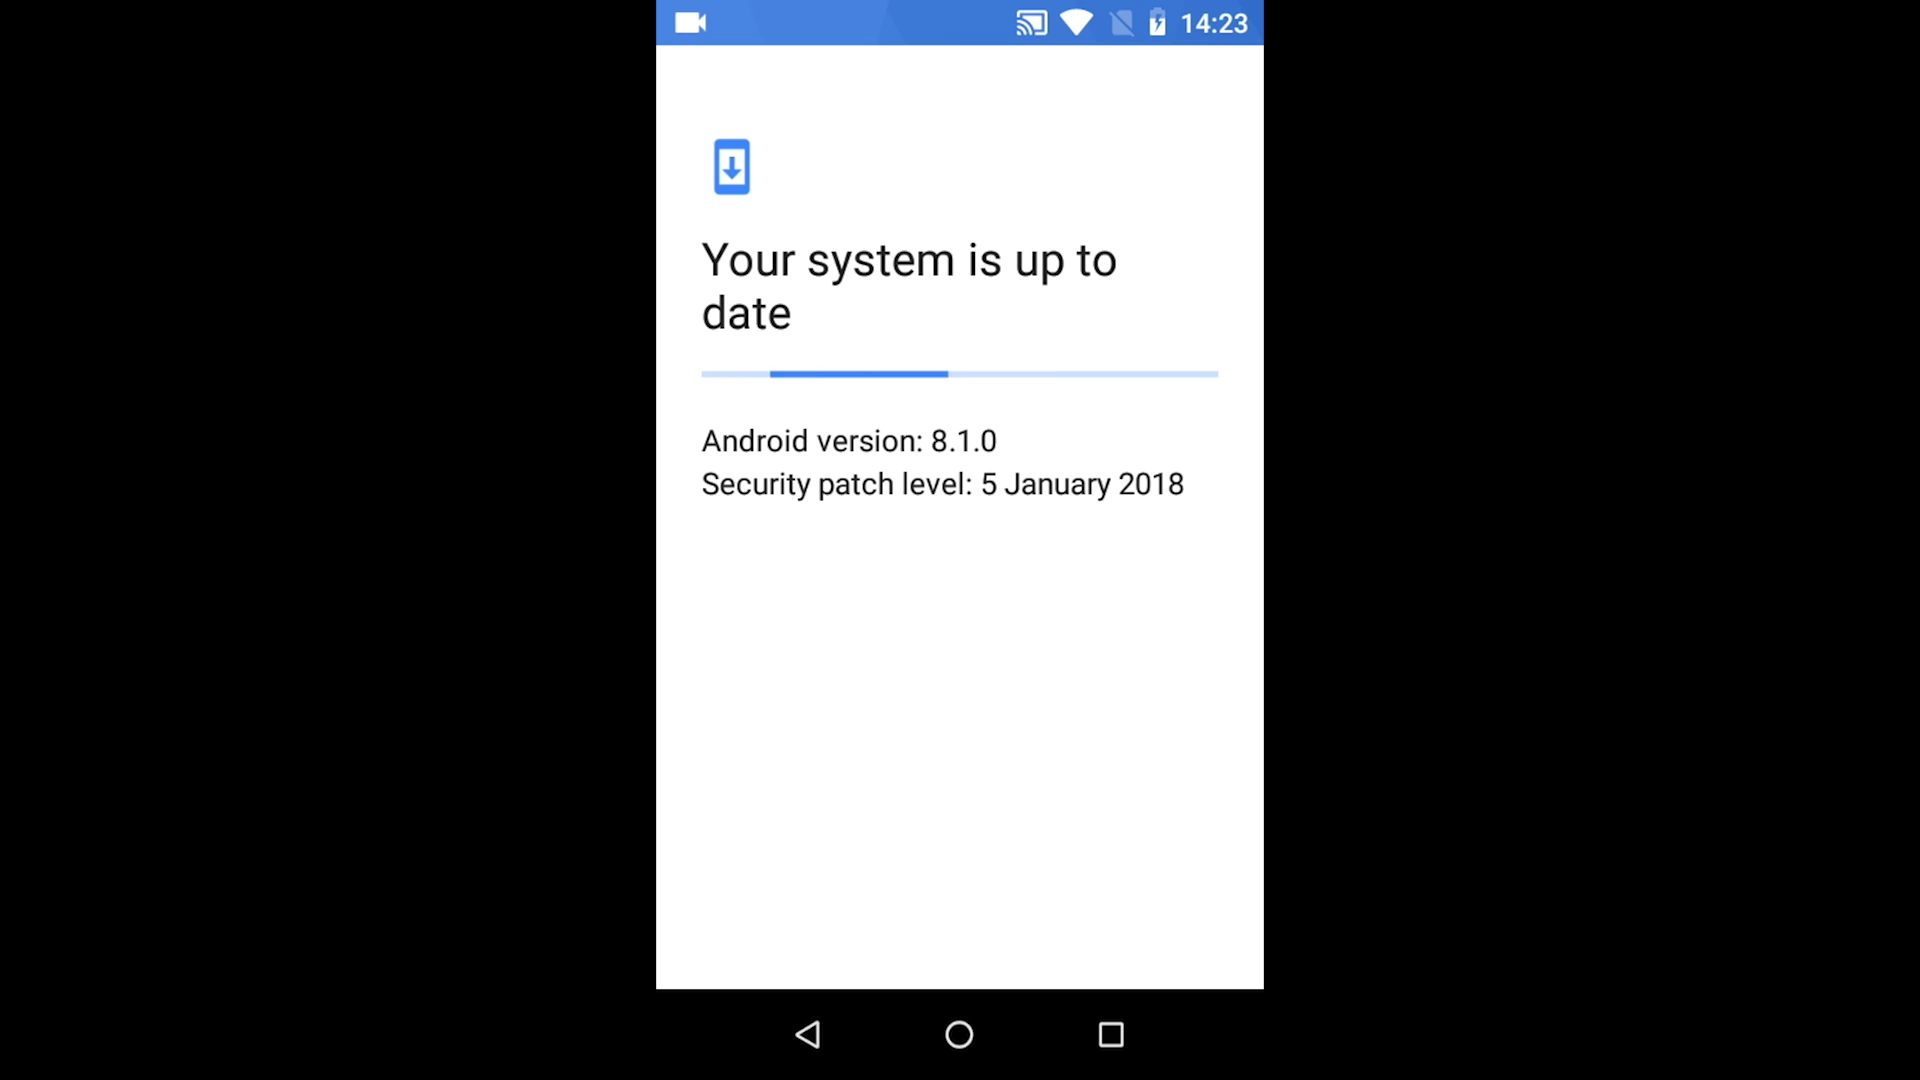 14:23
Your system is up to
date
Android version: 8.1.0
Security patch level: 5 January 2018